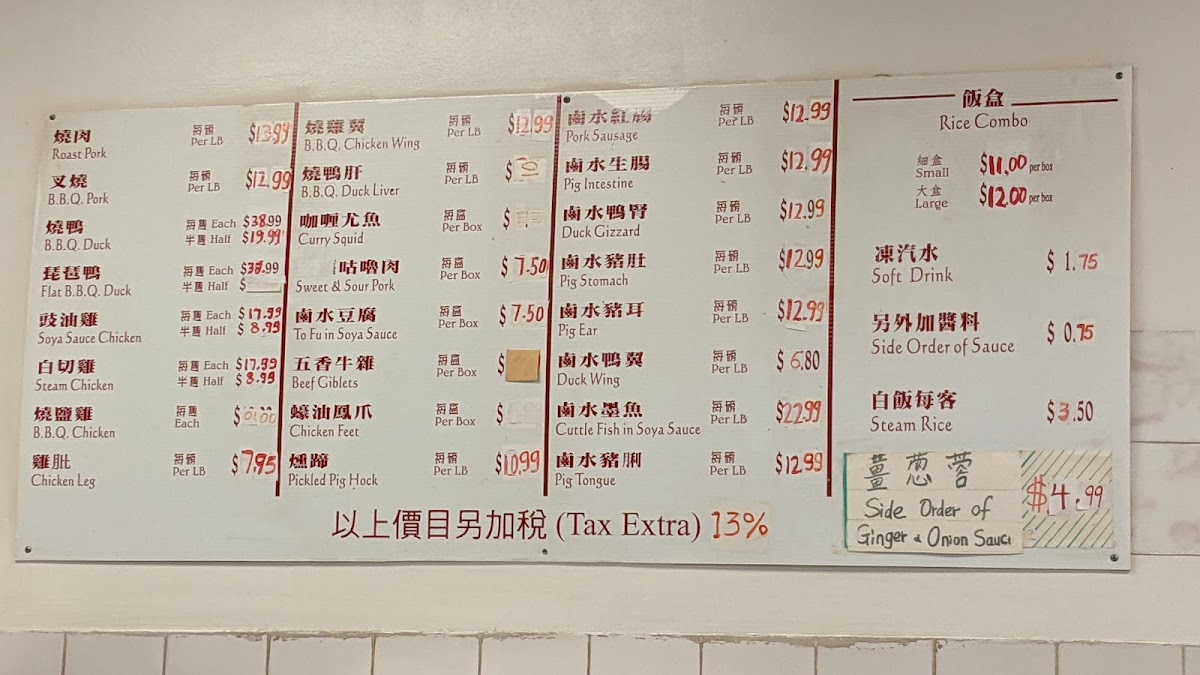 燒肉 每磅 $13.99
Roast Pork Per LB
叉燒 每磅 $12.99
B.B.Q. Pork Per LB
燒鴨 每隻 Each $38.99
B.B.Q. Duck 半隻 Half $19.99
琵琶鴨 每隻 Each $38.99
Flat B.B.Q. Duck 半隻 Half $
豉油雞 每隻 Each $17.99
Soya Sauce Chicken 半隻 Half $8.99
白切雞 每隻 Each $17.99
Steam Chicken 半隻 Half $8.99
燒鹽雞 每隻 $
B.B.Q. Chicken Each
雞肶 每磅 $7.95
Chicken Leg Per LB
燒雞翼 每磅 $12.99
B.B.Q. Chicken Wing Per LB
燒鴨肝 每磅 $
B.B.Q. Duck Liver Per LB
咖喱尤魚 每盒 $
Curry Squid Per Box
咕嚕肉 每盒 $7.50
Sweet & Sour Pork Per Box
鹵水豆腐 每盒 $7.50
To Fu in Soya Sauce Per Box
五香牛雜 每盒 $
Beef Giblets Per Box
蠔油鳳爪 每盒 $
Chicken Feet Per Box
燻蹄 每磅 $10.99
Pickled Pig Hock Per LB
鹵水紅腸 每磅 $12.99
Pork Sausage Per LB
鹵水生腸 每磅 $12.99
Pig Intestine Per LB
鹵水鴨腎 每磅 $12.99
Duck Gizzard Per LB
鹵水豬肚 每磅 $12.99
Pig Stomach Per LB
鹵水豬耳 每磅 $12.99
Pig Ear Per LB
鹵水鴨翼 每磅 $6.80
Duck Wing Per LB
鹵水墨魚 每磅 $22.99
Cuttle Fish in Soya Sauce Per LB
鹵水豬脷 每磅 $12.99
Pig Tongue Per LB
飯盒
Rice Combo
細盒
Small $11.00 per box
大盒
Large $12.00 per box
凍汽水 $1.75
Soft Drink
另外加醬料 $0.75
Side Order of Sauce
白飯每客 $3.50
Steam Rice
薑葱蓉 $4.99
Side Order of
Ginger & Onion Sauce
以上價目另加稅 (Tax Extra) 13%